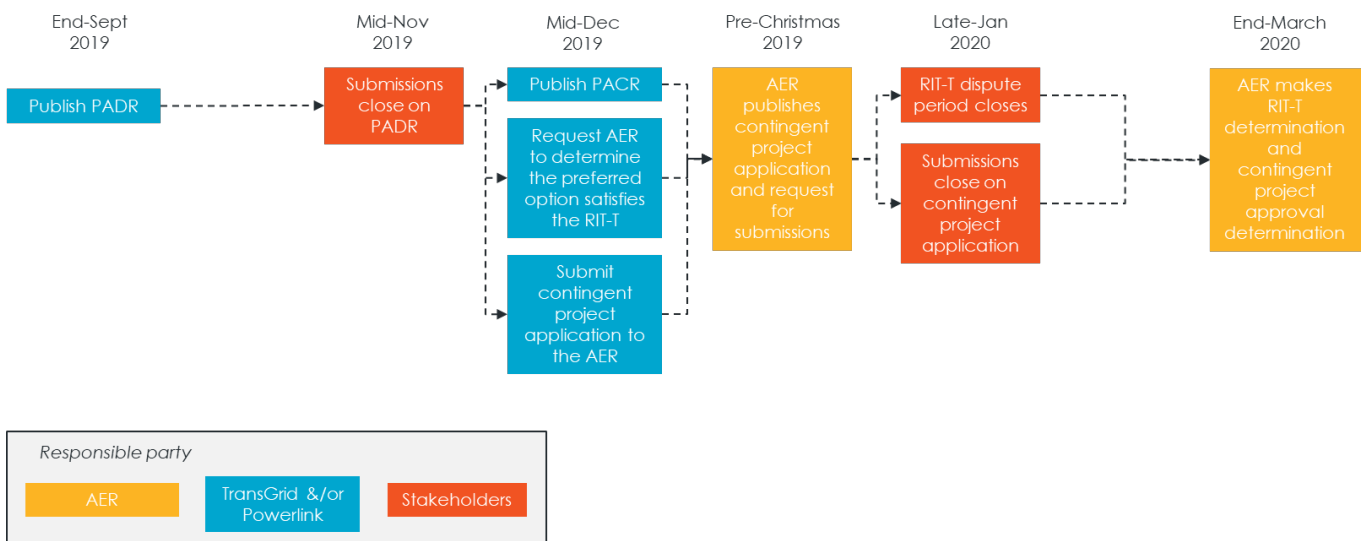 End-Sept
2019
Mid-Nov
2019
Mid-Dec
2019
Pre-Christmas
2019
Late-Jan
2020
End-March
2020
Publish PADR
Submissions
close on
PADR
Publish PACR
Request AER
to determine
the preferred
option satisfies
the RIT-T
Submit
contingent
project
application to
the AER
AER
publishes
contingent
project
application
and request
for
submissions
RIT-T dispute
period closes
Submissions
close on
contingent
project
application
AER makes
RIT-T
determination
and
contingent
project
approval
determination
Responsible party
AER
TransGrid &/or
Powerlink
Stakeholders